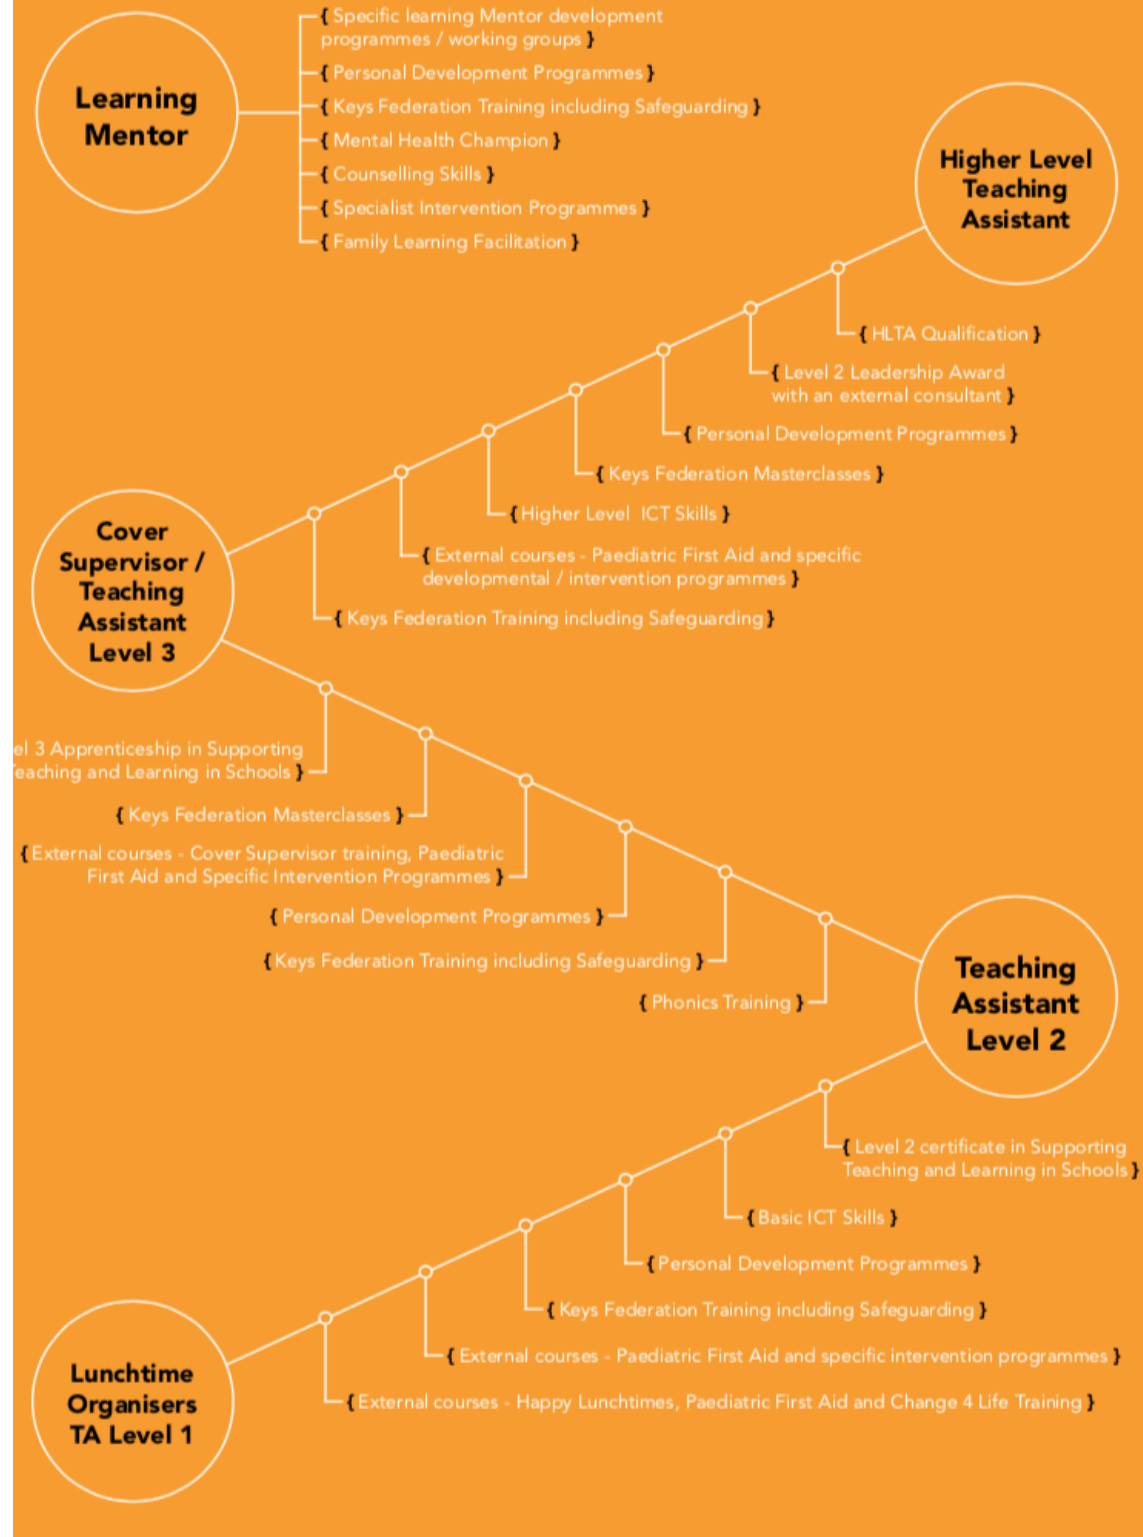 { Specific learning Mentor development
programmes / working groups }
Learning
Mentor
{ Personal Development Programmes }
{ Keys Federation Training including Safeguarding }
{ Mental Health Champion }
{ Counselling Skills }
{ Specialist Intervention Programmes }
{ Family Learning Facilitation }
Higher Level
Teaching
Assistant
{ HLTA Qualification }
{ Level 2 Leadership Award
with an external consultant }
{ Personal Development Programmes }
{ Keys Federation Masterclasses }
{ Higher Level ICT Skills }
{ External courses - Paediatric First Aid and specific
developmental / intervention programmes }
{ Keys Federation Training including Safeguarding }
Cover
Supervisor /
Teaching
Assistant
Level 3
el 3 Apprenticeship in Supporting
eaching and Learning in Schools }
{ Keys Federation Masterclasses }
{ External courses - Cover Supervisor training, Paediatric
First Aid and Specific Intervention Programmes }
{ Personal Development Programmes }
{ Keys Federation Training including Safeguarding }
{ Phonics Training }
Teaching
Assistant
Level 2
{ Level 2 certificate in Supporting
Teaching and Learning in Schools }
{ Basic ICT Skills }
{ Personal Development Programmes }
{ Keys Federation Training including Safeguarding }
{ External courses - Paediatric First Aid and specific intervention programmes }
{ External courses - Happy Lunchtimes, Paediatric First Aid and Change 4 Life Training }
Lunchtime
Organisers
TA Level 1